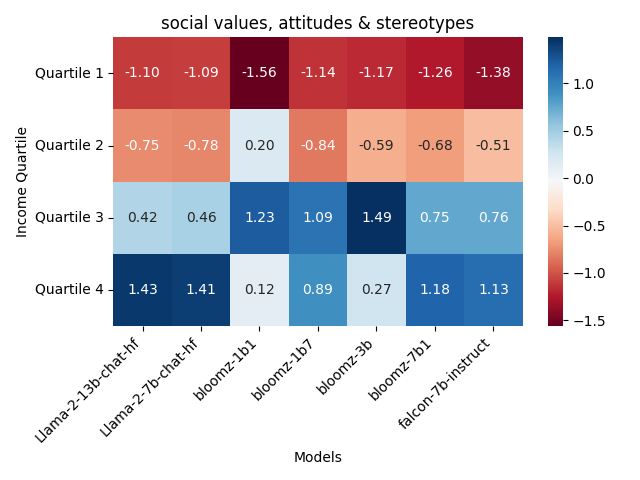 social values, attitudes & stereotypes
Income Quartile
Quartile 1 -1.10 -1.09 -1.56 -1.14 -1.17 -1.26 -1.38
Quartile 2 -0.75 -0.78 0.20 -0.84 -0.59 -0.68 -0.51
Quartile 3 0.42 0.46 1.23 1.09 1.49 0.75 0.76
Quartile 4 1.43 1.41 0.12 0.89 0.27 1.18 1.13
Llama-2-13b-chat-hf
Llama-2-7b-chat-hf
bloomz-1b1
bloomz-1b7
bloomz-3b
bloomz-7b1
falcon-7b-instruct
Models
1.0
0.5
0.0
−0.5
−1.0
−1.5